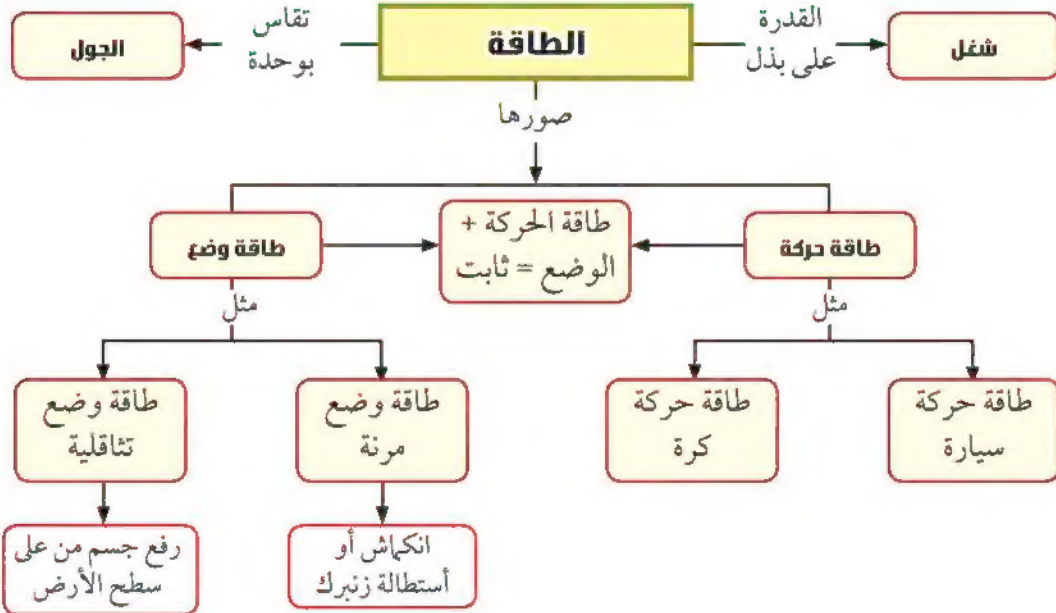 القدرة
على بذل
شغل
الطاقة
تقاس
بوحدة
الجول
صورها
طاقة حركة
طاقة الحركة +
الوضع = ثابت
طاقة وضع
مثل
مثل
طاقة حركة
سيارة
طاقة حركة
كرة
طاقة وضع
مرنة
طاقة وضع
تثاقلية
انكماش أو
أستطالة زنبرك
رفع جسم من على
سطح الأرض